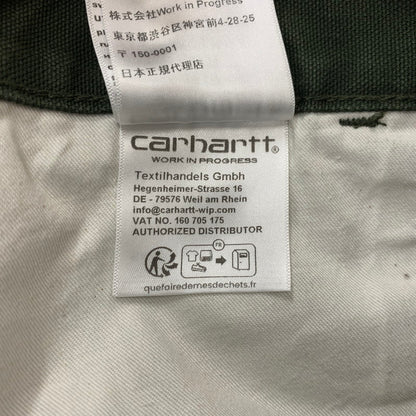 株式会社Work in Progress
東京都渋谷区神宮前4-28-25
〒150-0001
日本正規代理店
carhartt®
WORK IN PROGRESS
Textilhandels Gmbh
Hegenheimer-Strasse 16
DE - 79576 Weil am Rhein
info@carhartt-wip.com
VAT NO. 160 705 175
AUTHORIZED DISTRIBUTOR
FR
quefairedemesdechets.fr